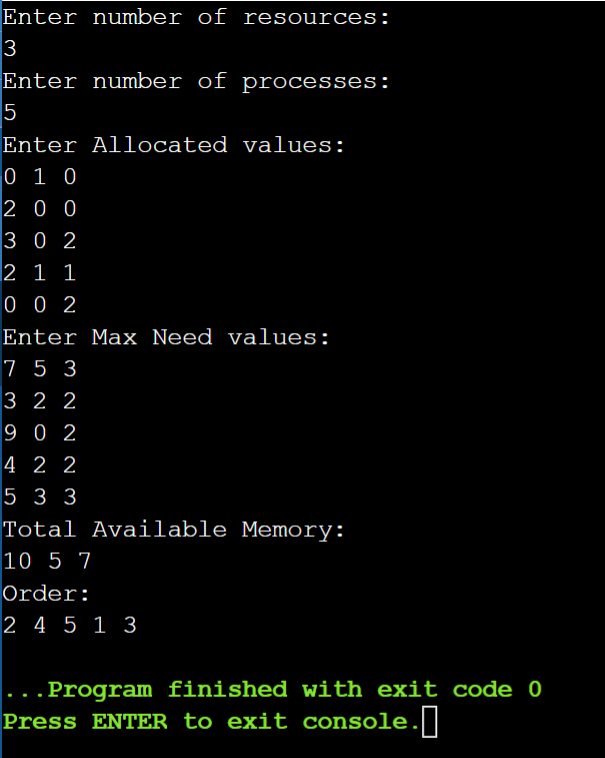 Enter number of resources:
3
Enter number of processes:
5
Enter Allocated values:
0 1 0
2 0 0
3 0 2
2 1 1
0 0 2
Enter Max Need values:
7 5 3
3 2 2
9 0 2
4 2 2
5 3 3
Total Available Memory:
10 5 7
Order:
2 4 5 1 3
...Program finished with exit code 0
Press ENTER to exit console.